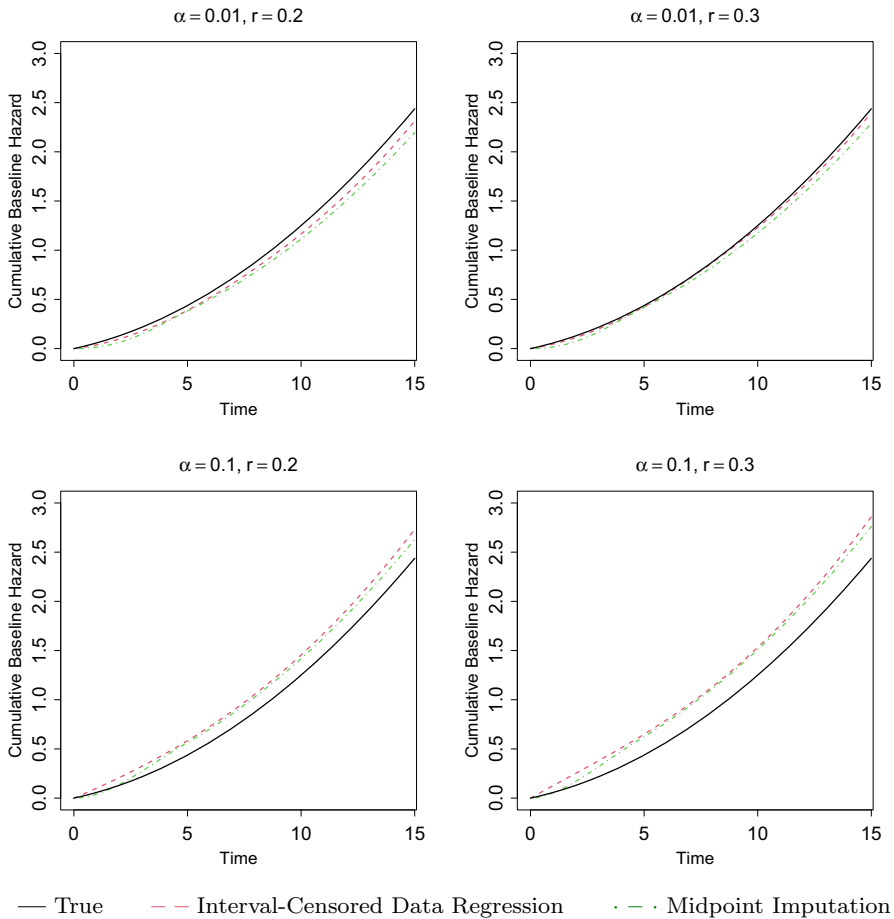 α = 0.01, r = 0.2
Cumulative Baseline Hazard
0.0 0.5 1.0 1.5 2.0 2.5 3.0
0 5 10 15
Time
α = 0.01, r = 0.3
Cumulative Baseline Hazard
0.0 0.5 1.0 1.5 2.0 2.5 3.0
0 5 10 15
Time
α = 0.1, r = 0.2
Cumulative Baseline Hazard
0.0 0.5 1.0 1.5 2.0 2.5 3.0
0 5 10 15
Time
α = 0.1, r = 0.3
Cumulative Baseline Hazard
0.0 0.5 1.0 1.5 2.0 2.5 3.0
0 5 10 15
Time
True Interval-Censored Data Regression Midpoint Imputation